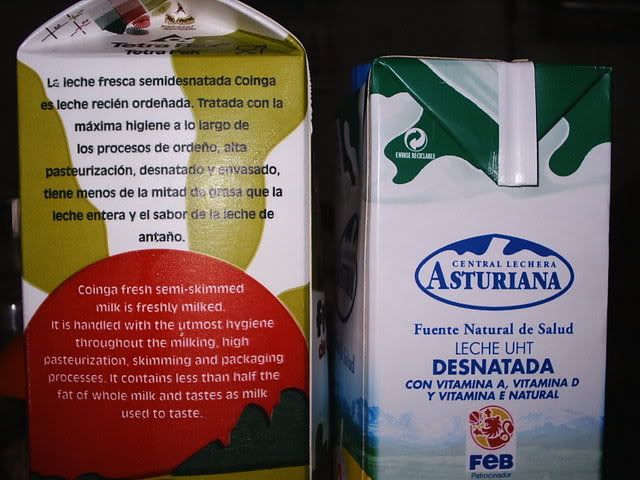 Tetra Pak
Tetra Pak
La leche fresca semidesnatada Coinga
es leche recién ordeñada. Tratada con la
máxima higiene a lo largo de
los procesos de ordeño, alta
pasteurización, desnatado y envasado,
tiene menos de la mitad de grasa que la
leche entera y el sabor de la leche de
antaño.
Coinga fresh semi-skimmed
milk is freshly milked.
It is handled with the utmost hygiene
throughout the milking, high
pasteurization, skimming and packaging
processes. It contains less than half the
fat of whole milk and tastes as milk
used to taste.
ENVASE RECICLABLE
CENTRAL LECHERA
ASTURIANA
Fuente Natural de Salud
LECHE UHT
DESNATADA
CON VITAMINA A, VITAMINA D
Y VITAMINA E NATURAL
FEB
Patrocinador